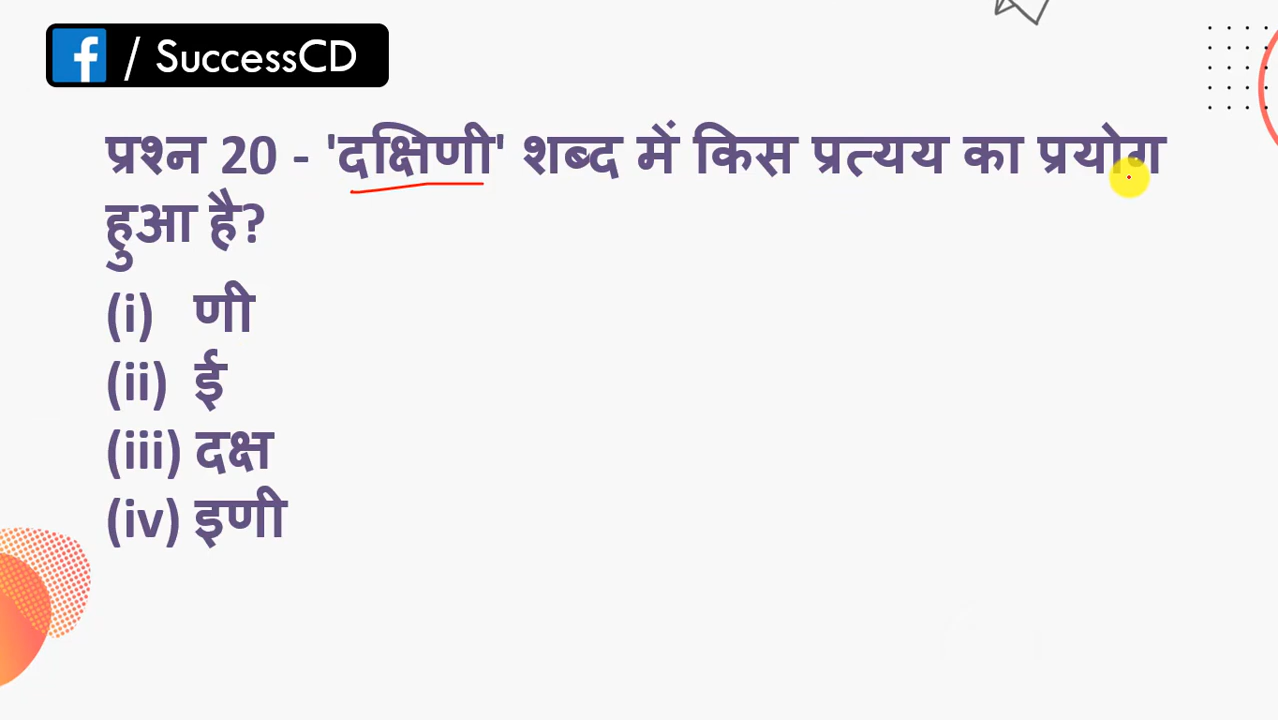 f / SuccessCD
प्रश्न 20 - 'दक्षिणी' शब्द में किस प्रत्यय का प्रयोग
हुआ है?
(i) णी
(ii) ई
(iii) दक्ष
(iv) इणी